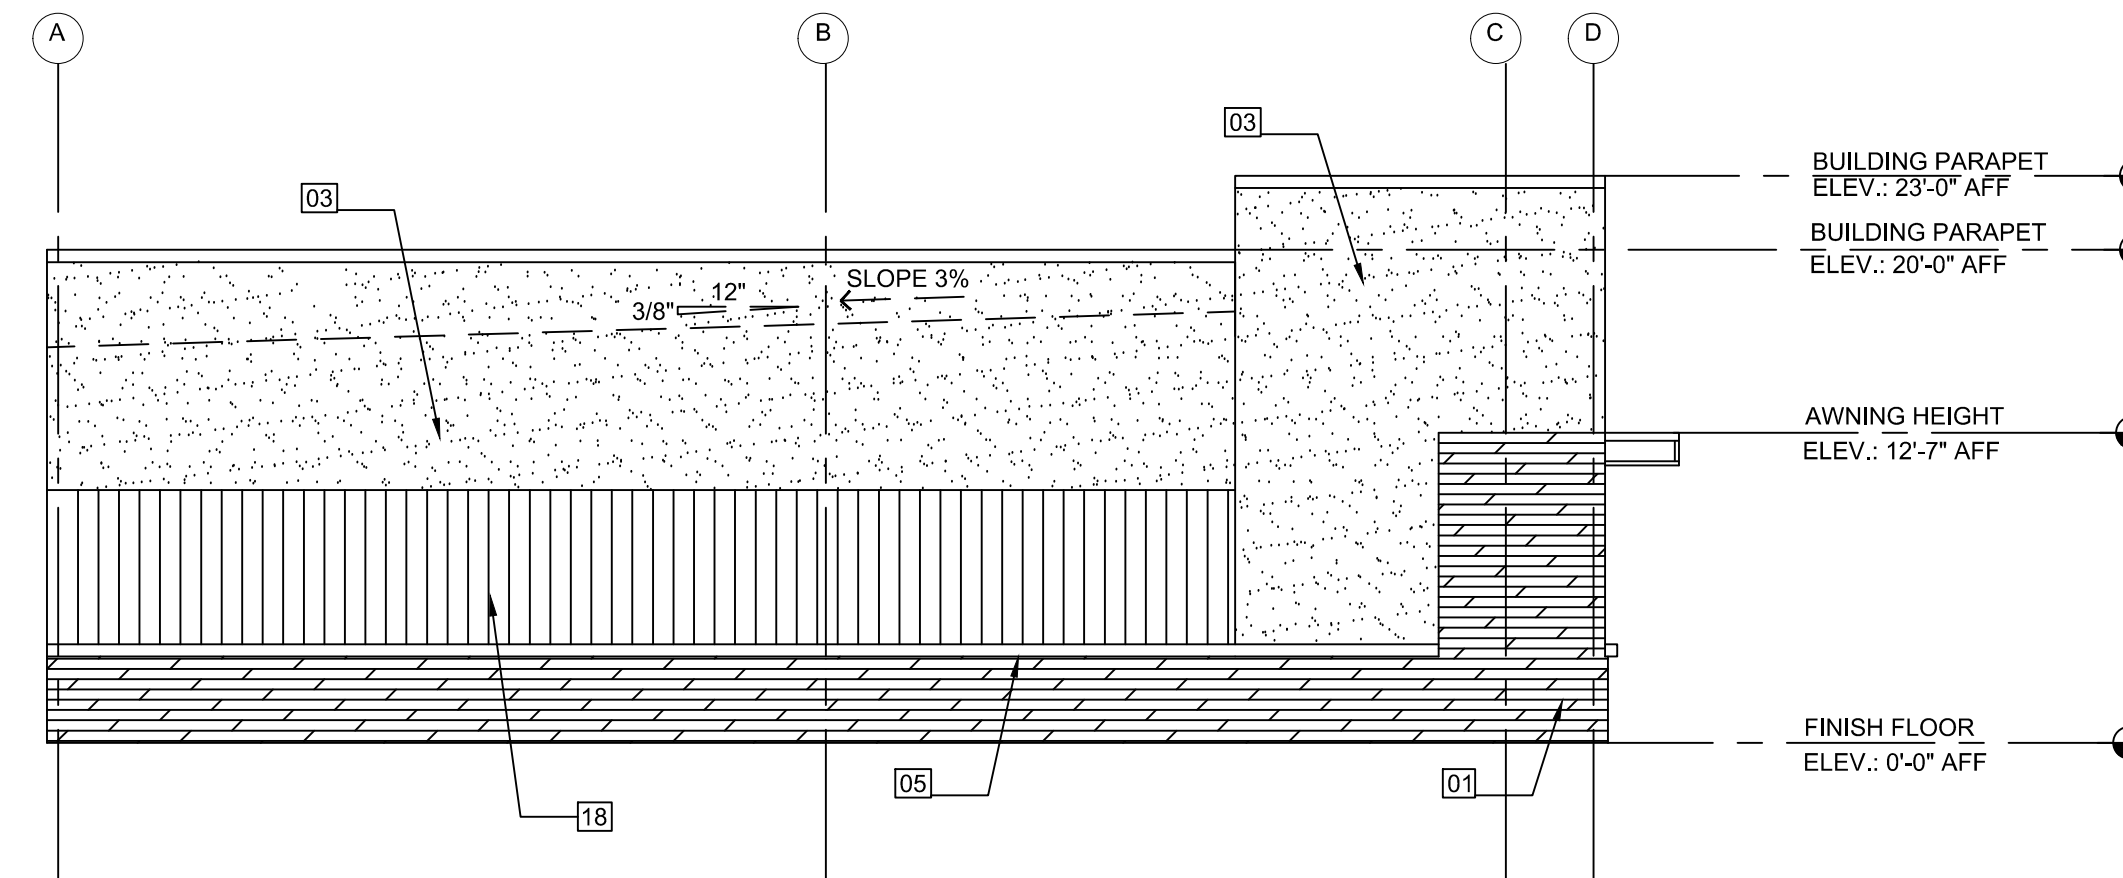 A
B
C
D
03
03
BUILDING PARAPET
ELEV.: 23'-0" AFF
BUILDING PARAPET
ELEV.: 20'-0" AFF
SLOPE 3%
12"
3/8"
AWNING HEIGHT
ELEV.: 12'-7" AFF
FINISH FLOOR
ELEV.: 0'-0" AFF
05
01
18